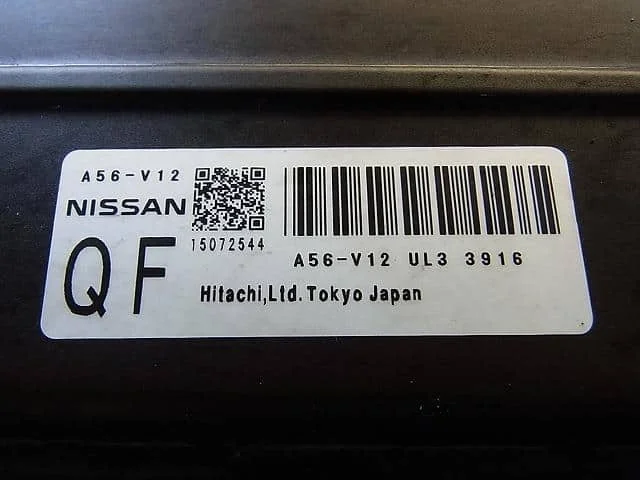 A56-V12
NISSAN
QF
15072544
A56-V12 UL3 3916
Hitachi,Ltd.Tokyo Japan